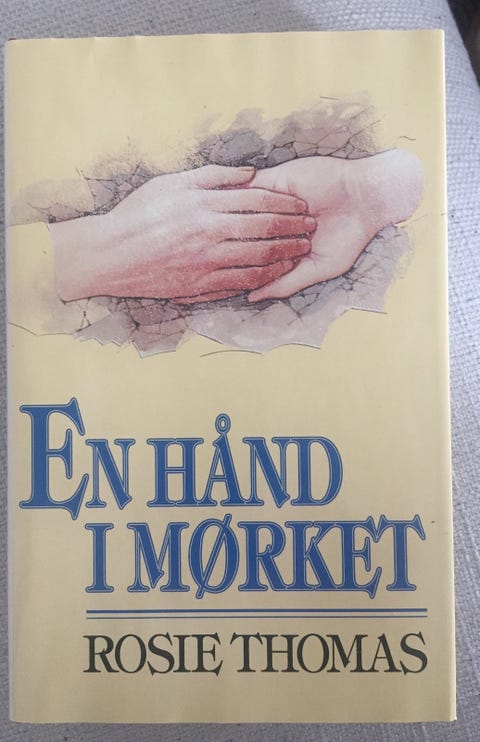 EN HÅND
I MØRKET
ROSIE THOMAS